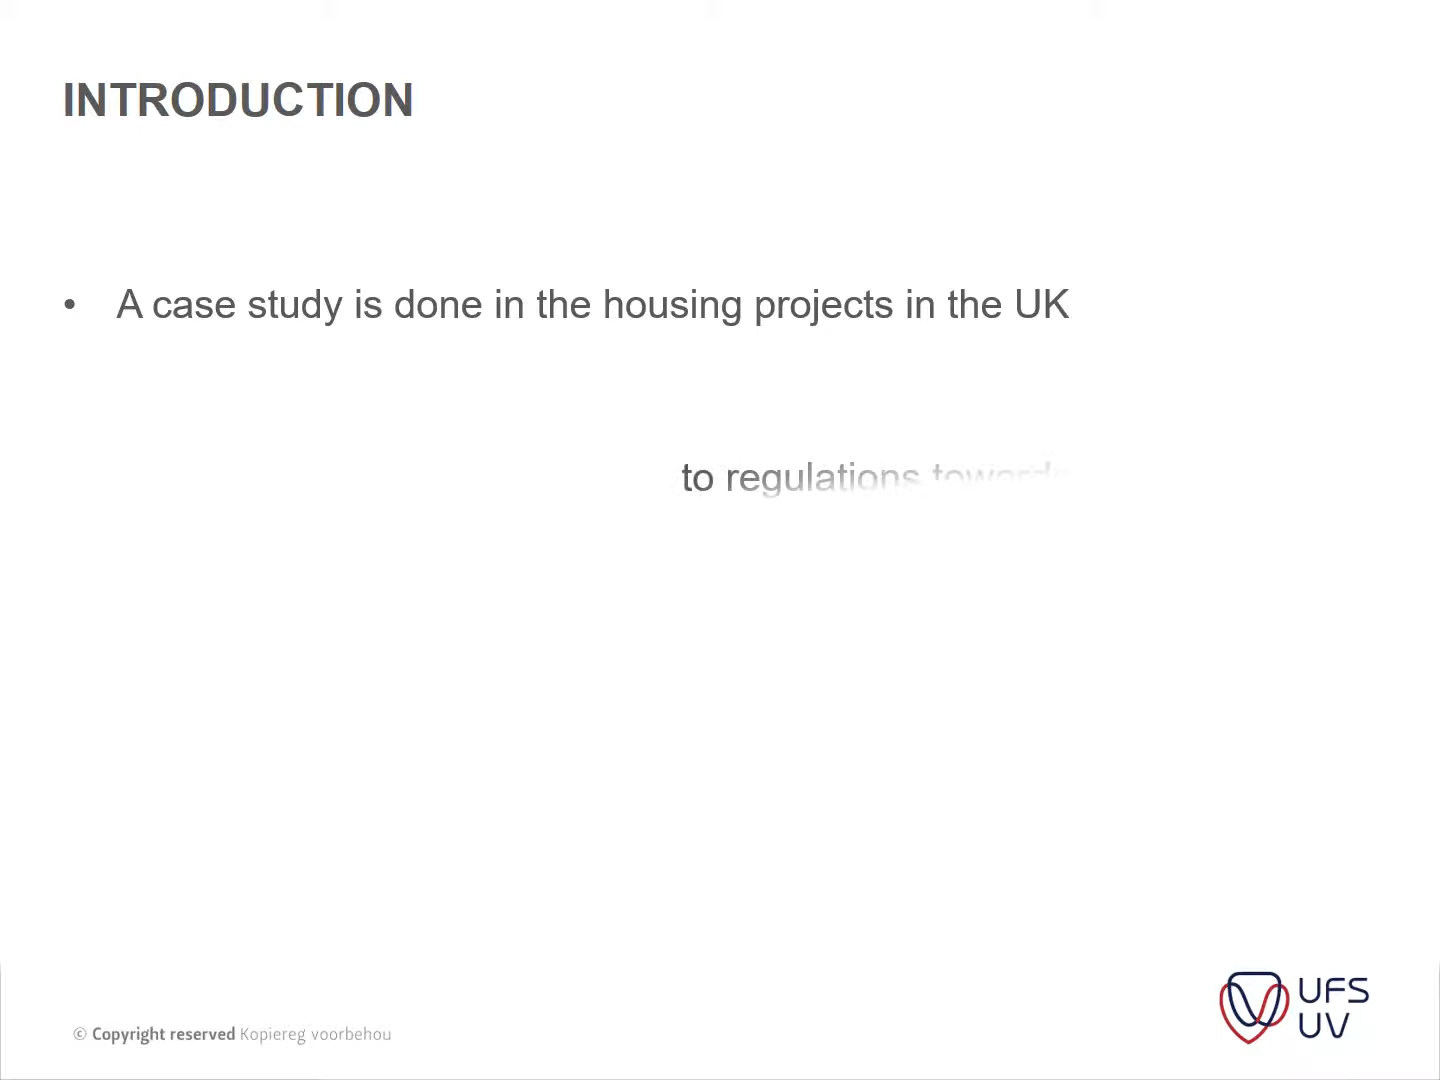 INTRODUCTION
• A case study is done in the housing projects in the UK
to regulations towards
© Copyright reserved Kopiereg voorbehou
UFS
UV